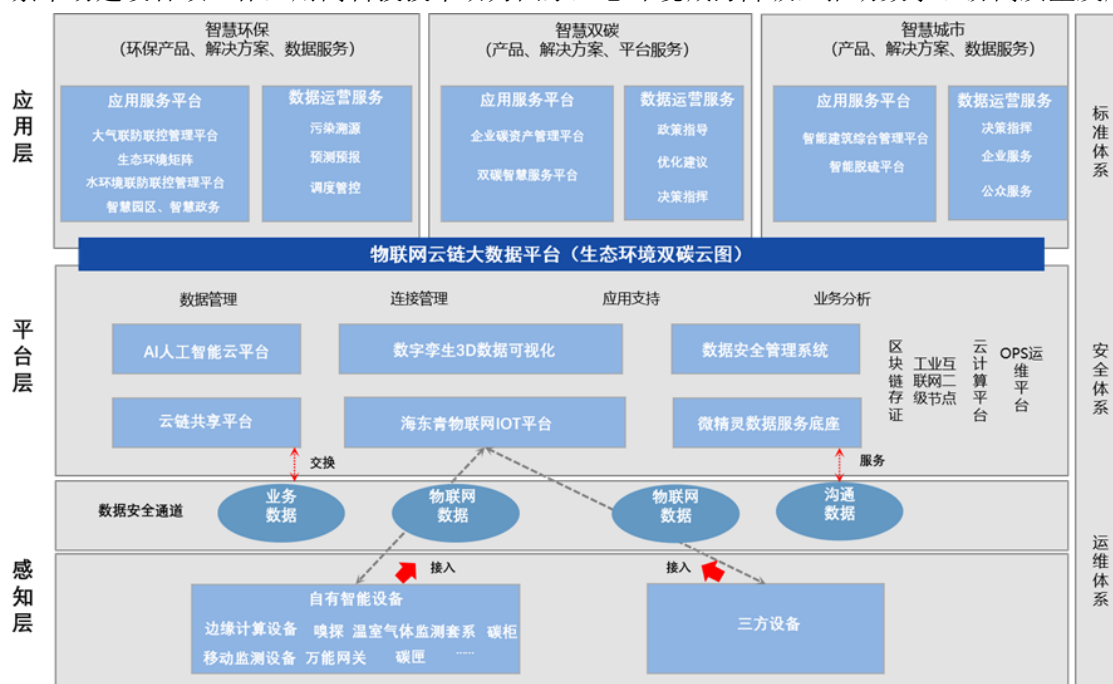 智慧环保
（环保产品、解决方案、数据服务）
智慧双碳
（产品、解决方案、平台服务）
智慧城市
（产品、解决方案、数据服务）
应用层
应用服务平台
大气联防联控管理平台
生态环境矩阵
水环境联防联控管理平台
智慧园区、智慧政务
数据运营服务
污染溯源
预测预报
调度管控
应用服务平台
企业碳资产管理平台
双碳智慧服务平台
数据运营服务
政策指导
优化建议
决策指挥
应用服务平台
智能建筑综合管理平台
智能脱硫平台
数据运营服务
决策指挥
企业服务
公众服务
物联网云链大数据平台（生态环境双碳云图）
平台层
数据管理
连接管理
应用支持
业务分析
AI人工智能云平台
数字孪生3D数据可视化
数据安全管理系统
云链共享平台
海东青物联网IOT平台
微精灵数据服务底座
区块链存证
工业互联网二级节点
云计算平台
OPS运维平台
交换
服务
数据安全通道
业务数据
物联网数据
物联网数据
沟通数据
感知层
接入
接入
自有智能设备
边缘计算设备 嗅探 温室气体监测套系 碳柜
移动监测设备 万能网关 碳匣 ......
三方设备
标准体系
安全体系
运维体系